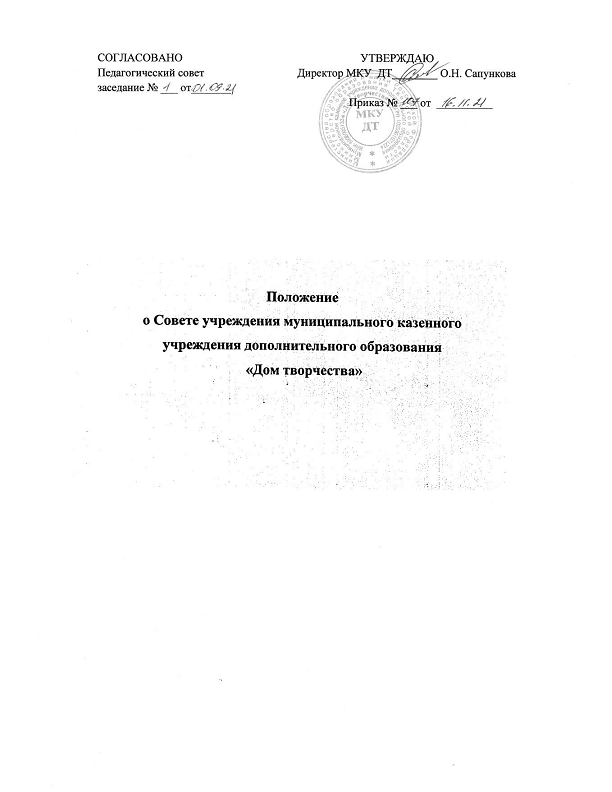 СОГЛАСОВАНО
Педагогический совет
заседание № 1 от 01.09.21
УТВЕРЖДАЮ
Директор МКУ ДТ О.Н. Сапункова
Приказ № 107 от 16.11.21
МКУ
ДТ
Положение
о Совете учреждения муниципального казенного
учреждения дополнительного образования
«Дом творчества»